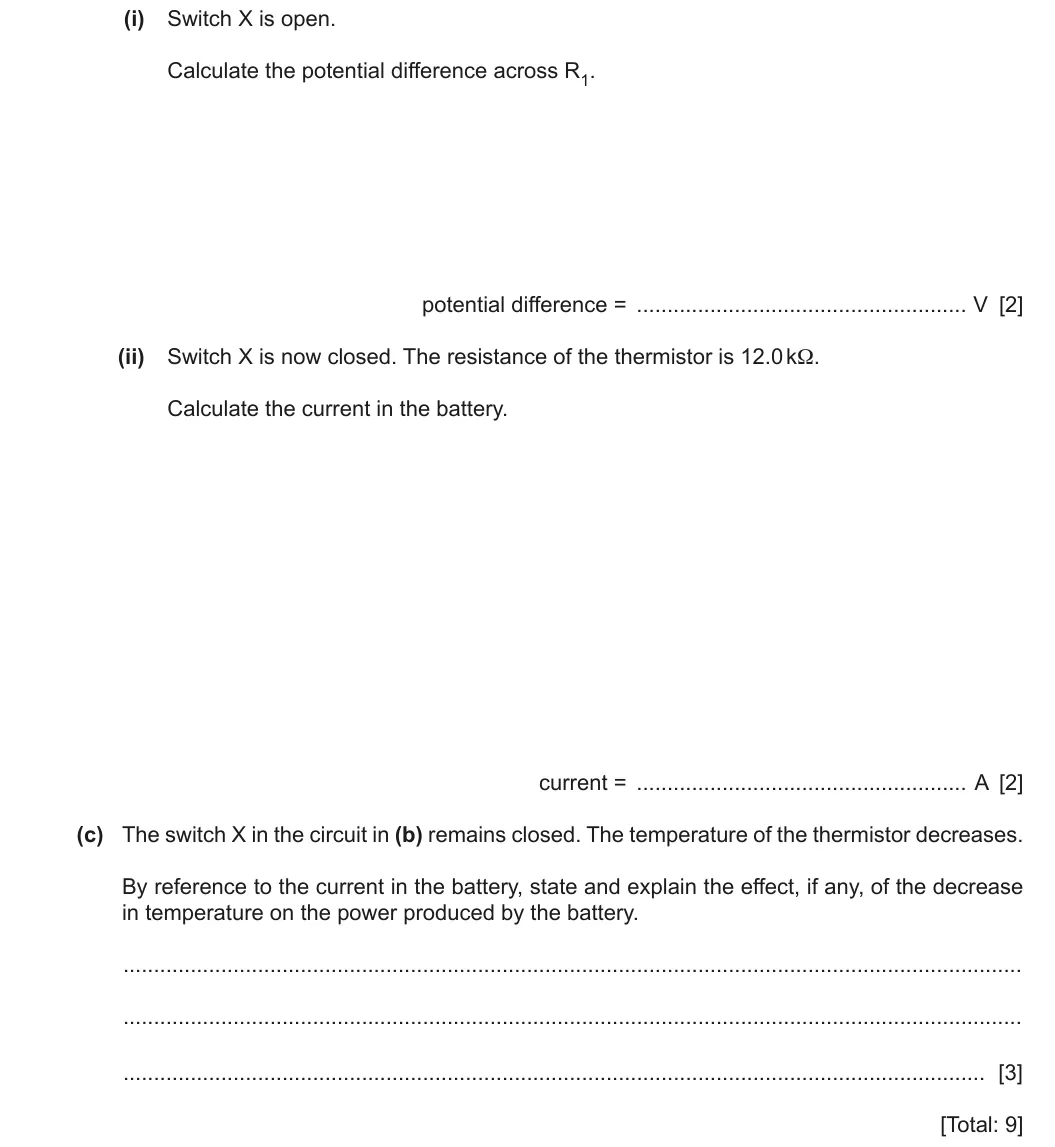 (i) Switch X is open.
Calculate the potential difference across R₁.
potential difference = ...................................................... V [2]
(ii) Switch X is now closed. The resistance of the thermistor is 12.0 kΩ.
Calculate the current in the battery.
current = ...................................................... A [2]
(c) The switch X in the circuit in (b) remains closed. The temperature of the thermistor decreases.
By reference to the current in the battery, state and explain the effect, if any, of the decrease
in temperature on the power produced by the battery.
...................................................................................................................................................
...................................................................................................................................................
............................................................................................................................................. [3]
[Total: 9]